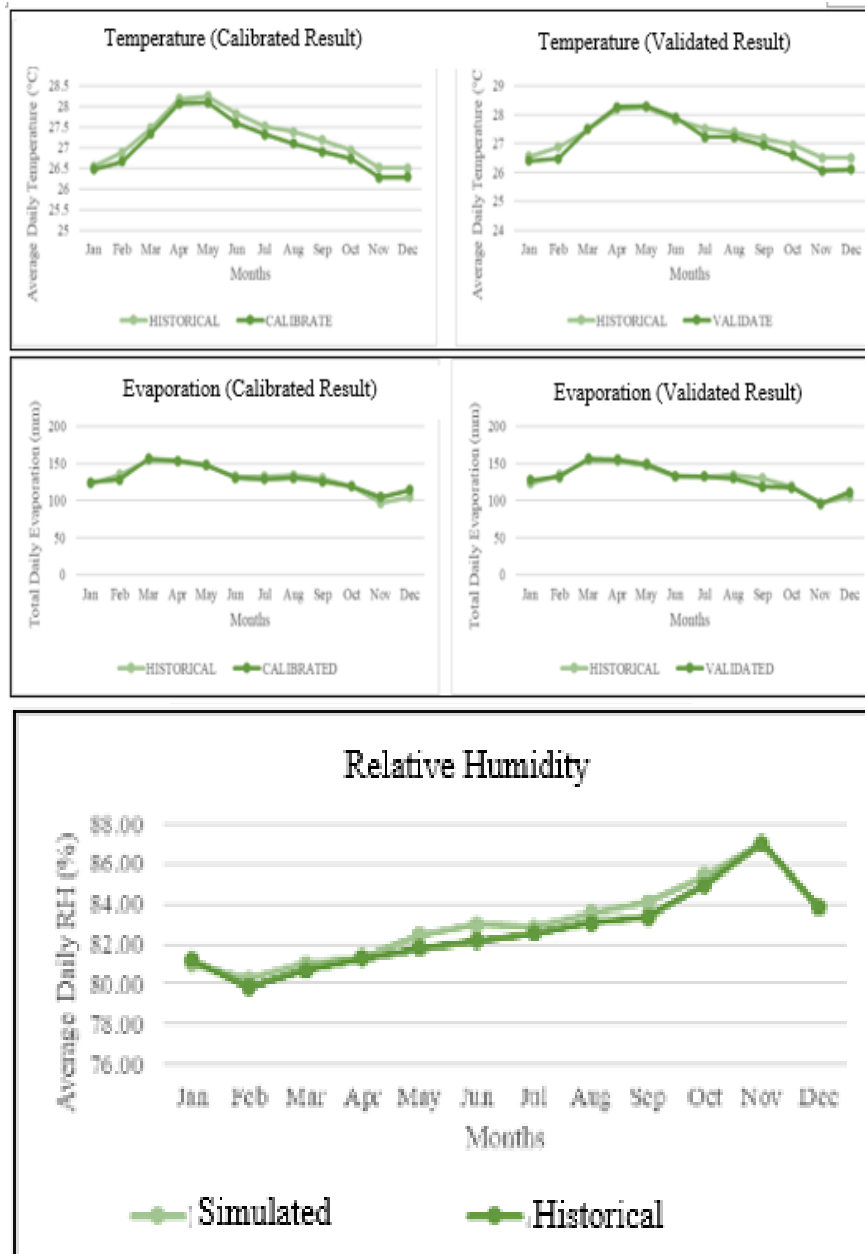 Temperature (Calibrated Result)
Average Daily Temperature (°C)
28.5
28
27.5
27
26.5
26
25.5
25
Jan Feb Mar Apr May Jun Jul Aug Sep Oct Nov Dec
Months
HISTORICAL CALIBRATE
Temperature (Validated Result)
Average Daily Temperature (°C
29
28
27
26
25
24
Jan Feb Mar Apr May Jun Jul Aug Sep Oct Nov Dec
Months
HISTORICAL VALIDATE
Evaporation (Calibrated Result)
Total Daily Evaporation (mm)
200
150
100
50
0
Jan Feb Mar Apr May Jun Jul Aug Sep Oct Nov Dec
Months
HISTORICAL CALIBRATED
Evaporation (Validated Result)
Total Daily Evaporation (mm)
200
150
100
50
0
Jan Feb Mar Apr May Jun Jul Aug Sep Oct Nov Dec
Months
HISTORICAL VALIDATED
Relative Humidity
Average Daily RH (%)
88.00
86.00
84.00
82.00
80.00
78.00
76.00
Jan Feb Mar Apr May Jun Jul Aug Sep Oct Nov Dec
Months
Simulated Historical